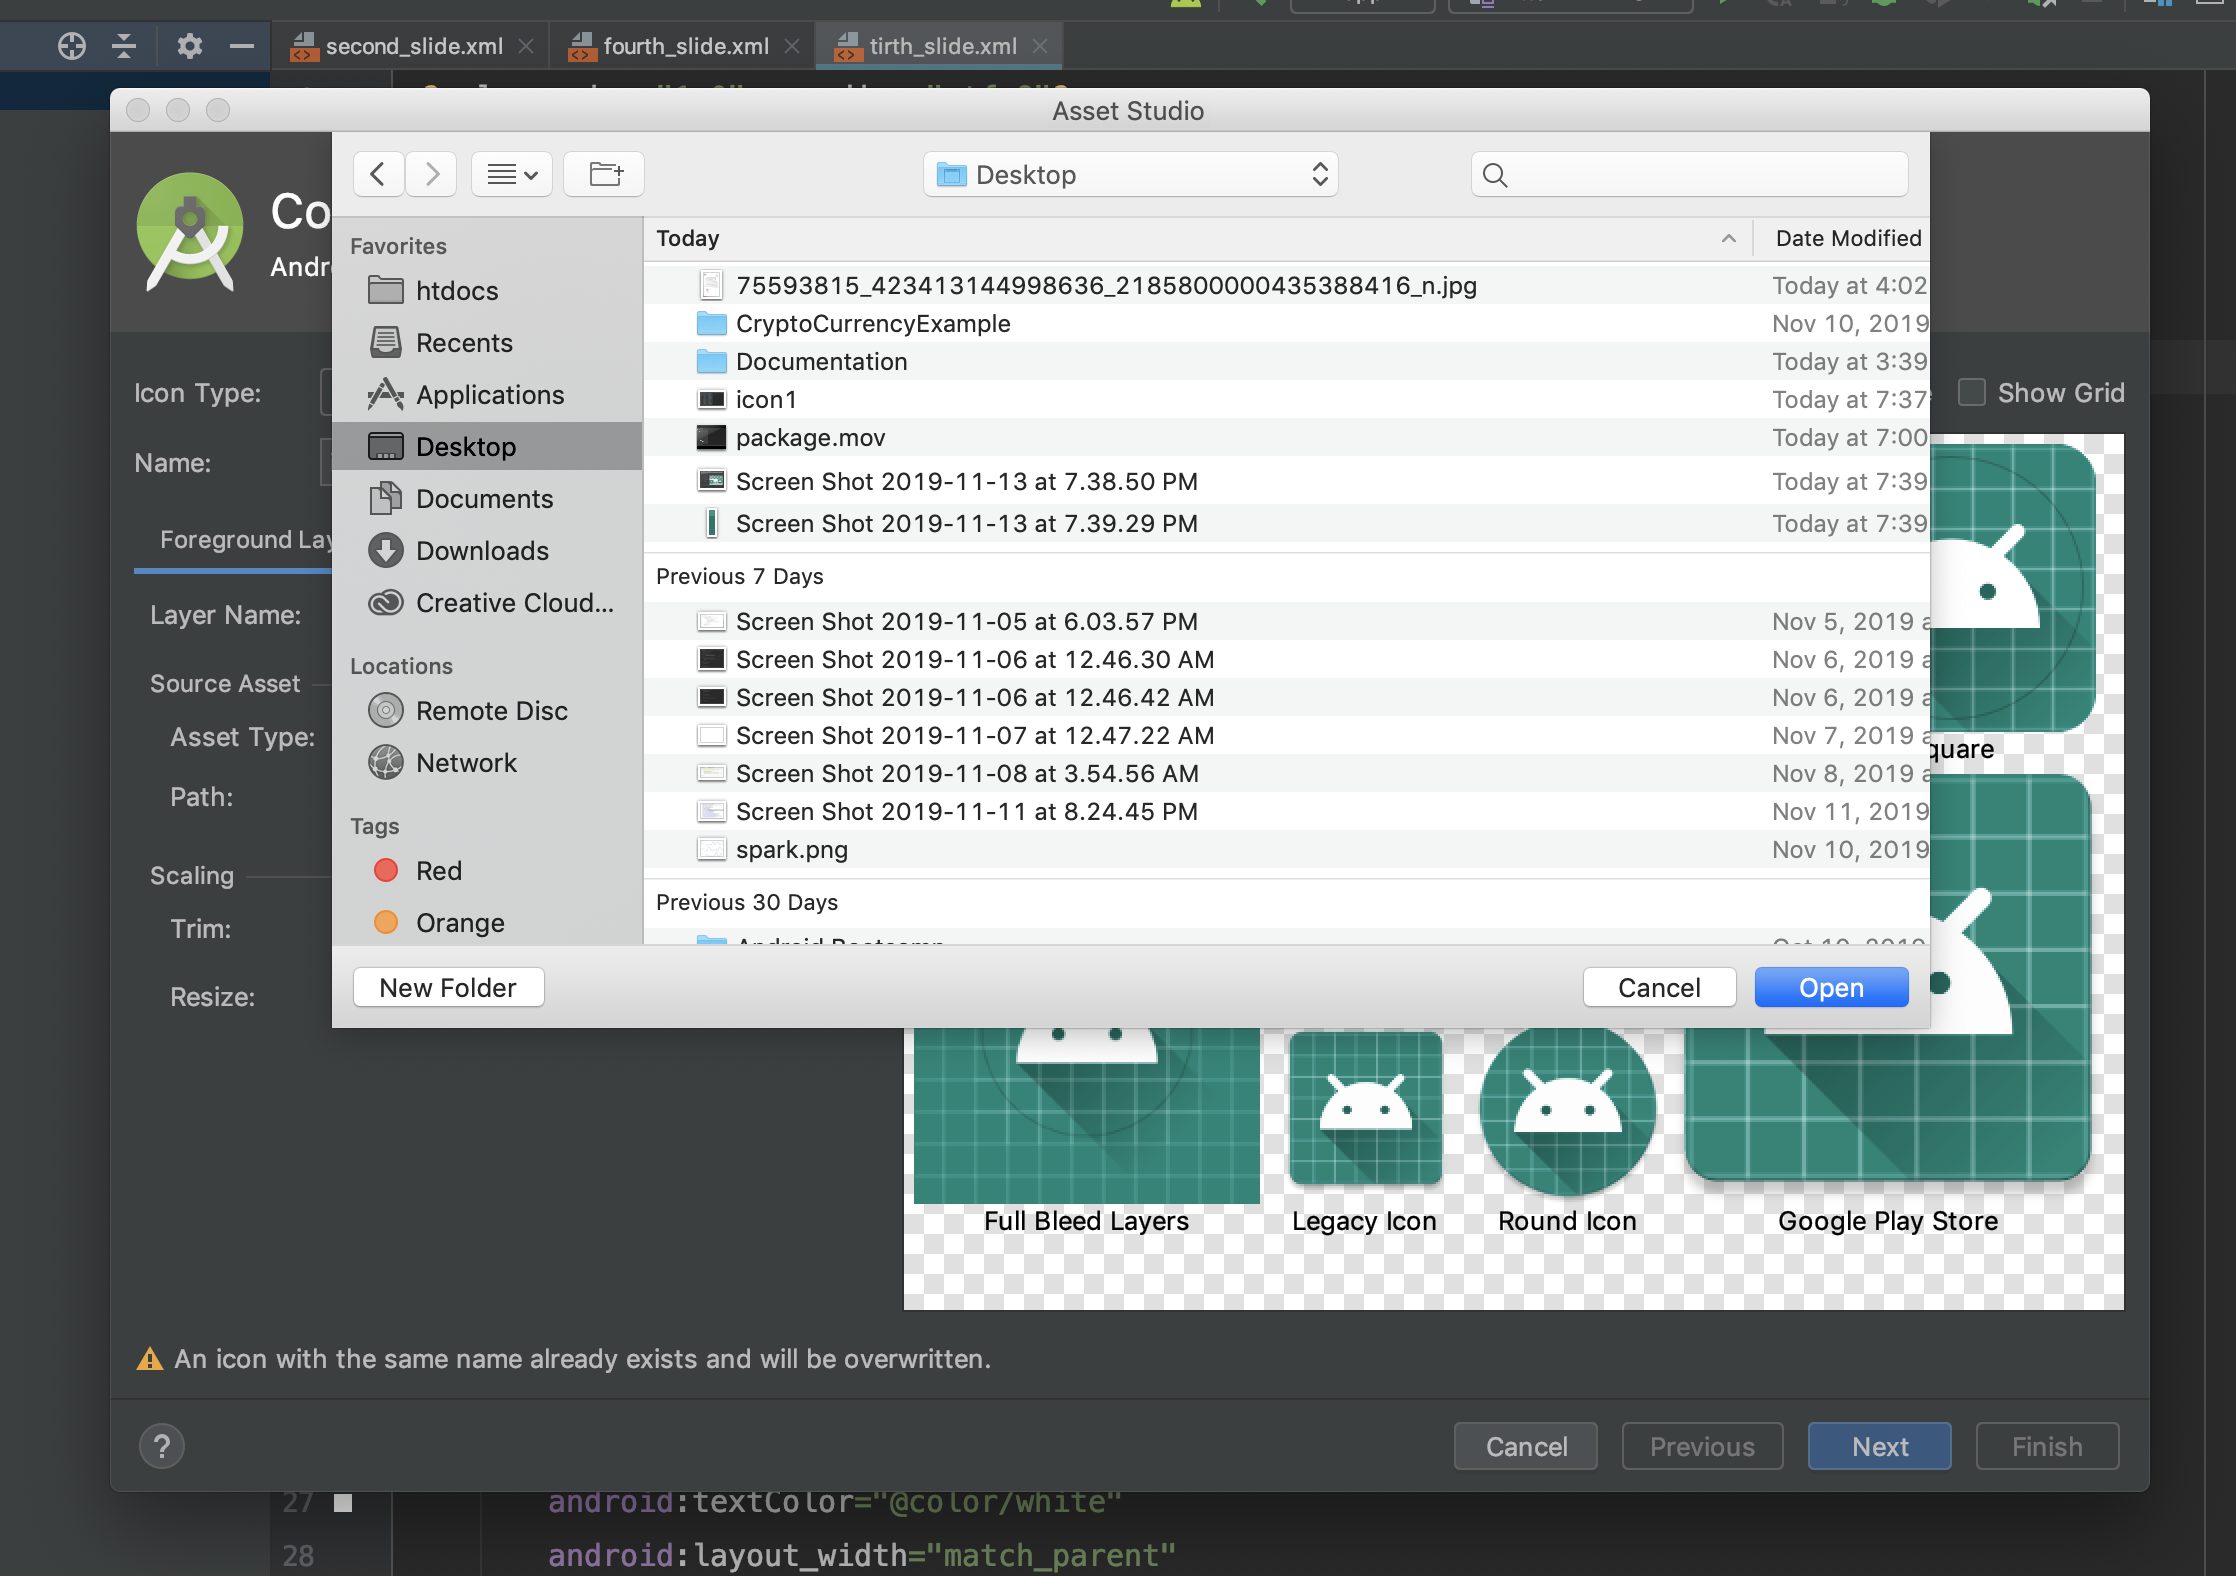 second_slide.xml
fourth_slide.xml
tirth_slide.xml
Asset Studio
Desktop
Co
Andr
Favorites
htdocs
Recents
Applications
Desktop
Documents
Downloads
Creative Cloud...
Locations
Remote Disc
Network
Tags
Red
Orange
Today
Date Modified
75593815_423413144998636_2185800000435388416_n.jpg
Today at 4:02
CryptoCurrencyExample
Nov 10, 2019
Documentation
Today at 3:39
icon1
Today at 7:37
package.mov
Today at 7:00
Screen Shot 2019-11-13 at 7.38.50 PM
Today at 7:39
Screen Shot 2019-11-13 at 7.39.29 PM
Today at 7:39
Previous 7 Days
Screen Shot 2019-11-05 at 6.03.57 PM
Nov 5, 2019 a
Screen Shot 2019-11-06 at 12.46.30 AM
Nov 6, 2019 a
Screen Shot 2019-11-06 at 12.46.42 AM
Nov 6, 2019 a
Screen Shot 2019-11-07 at 12.47.22 AM
Nov 7, 2019 a
Screen Shot 2019-11-08 at 3.54.56 AM
Nov 8, 2019 a
Screen Shot 2019-11-11 at 8.24.45 PM
Nov 11, 2019
spark.png
Nov 10, 2019
Previous 30 Days
Android Bootcamp
New Folder
Cancel
Open
Icon Type:
Name:
Foreground Lay
Layer Name:
Source Asset
Asset Type:
Path:
Scaling
Trim:
Resize:
Show Grid
quare
Full Bleed Layers
Legacy Icon
Round Icon
Google Play Store
An icon with the same name already exists and will be overwritten.
?
Cancel
Previous
Next
Finish
27
android:textColor="@color/white"
28
android:layout_width="match_parent"